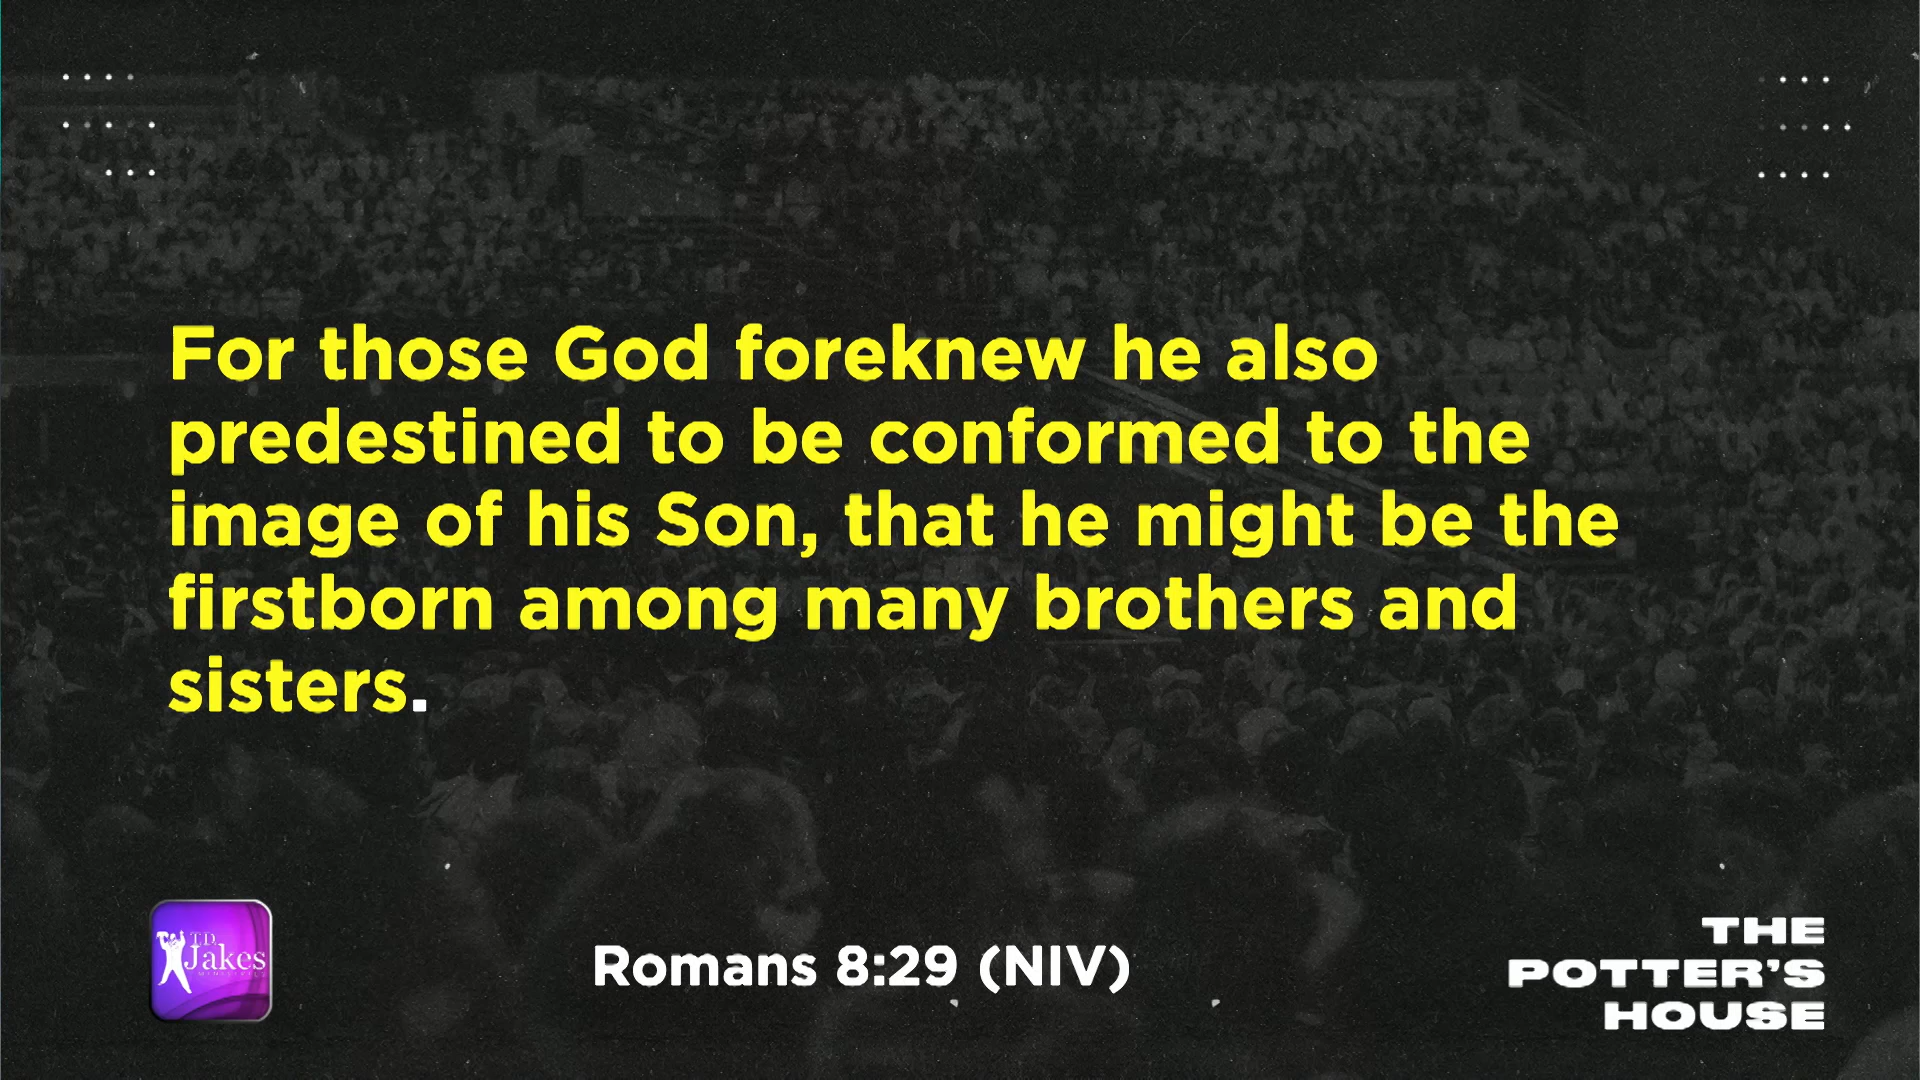 For those God foreknew he also
predestined to be conformed to the
image of his Son, that he might be the
firstborn among many brothers and
sisters.
T.D.
Jakes
MINISTRIES
Romans 8:29 (NIV)
THE
POTTER'S
HOUSE